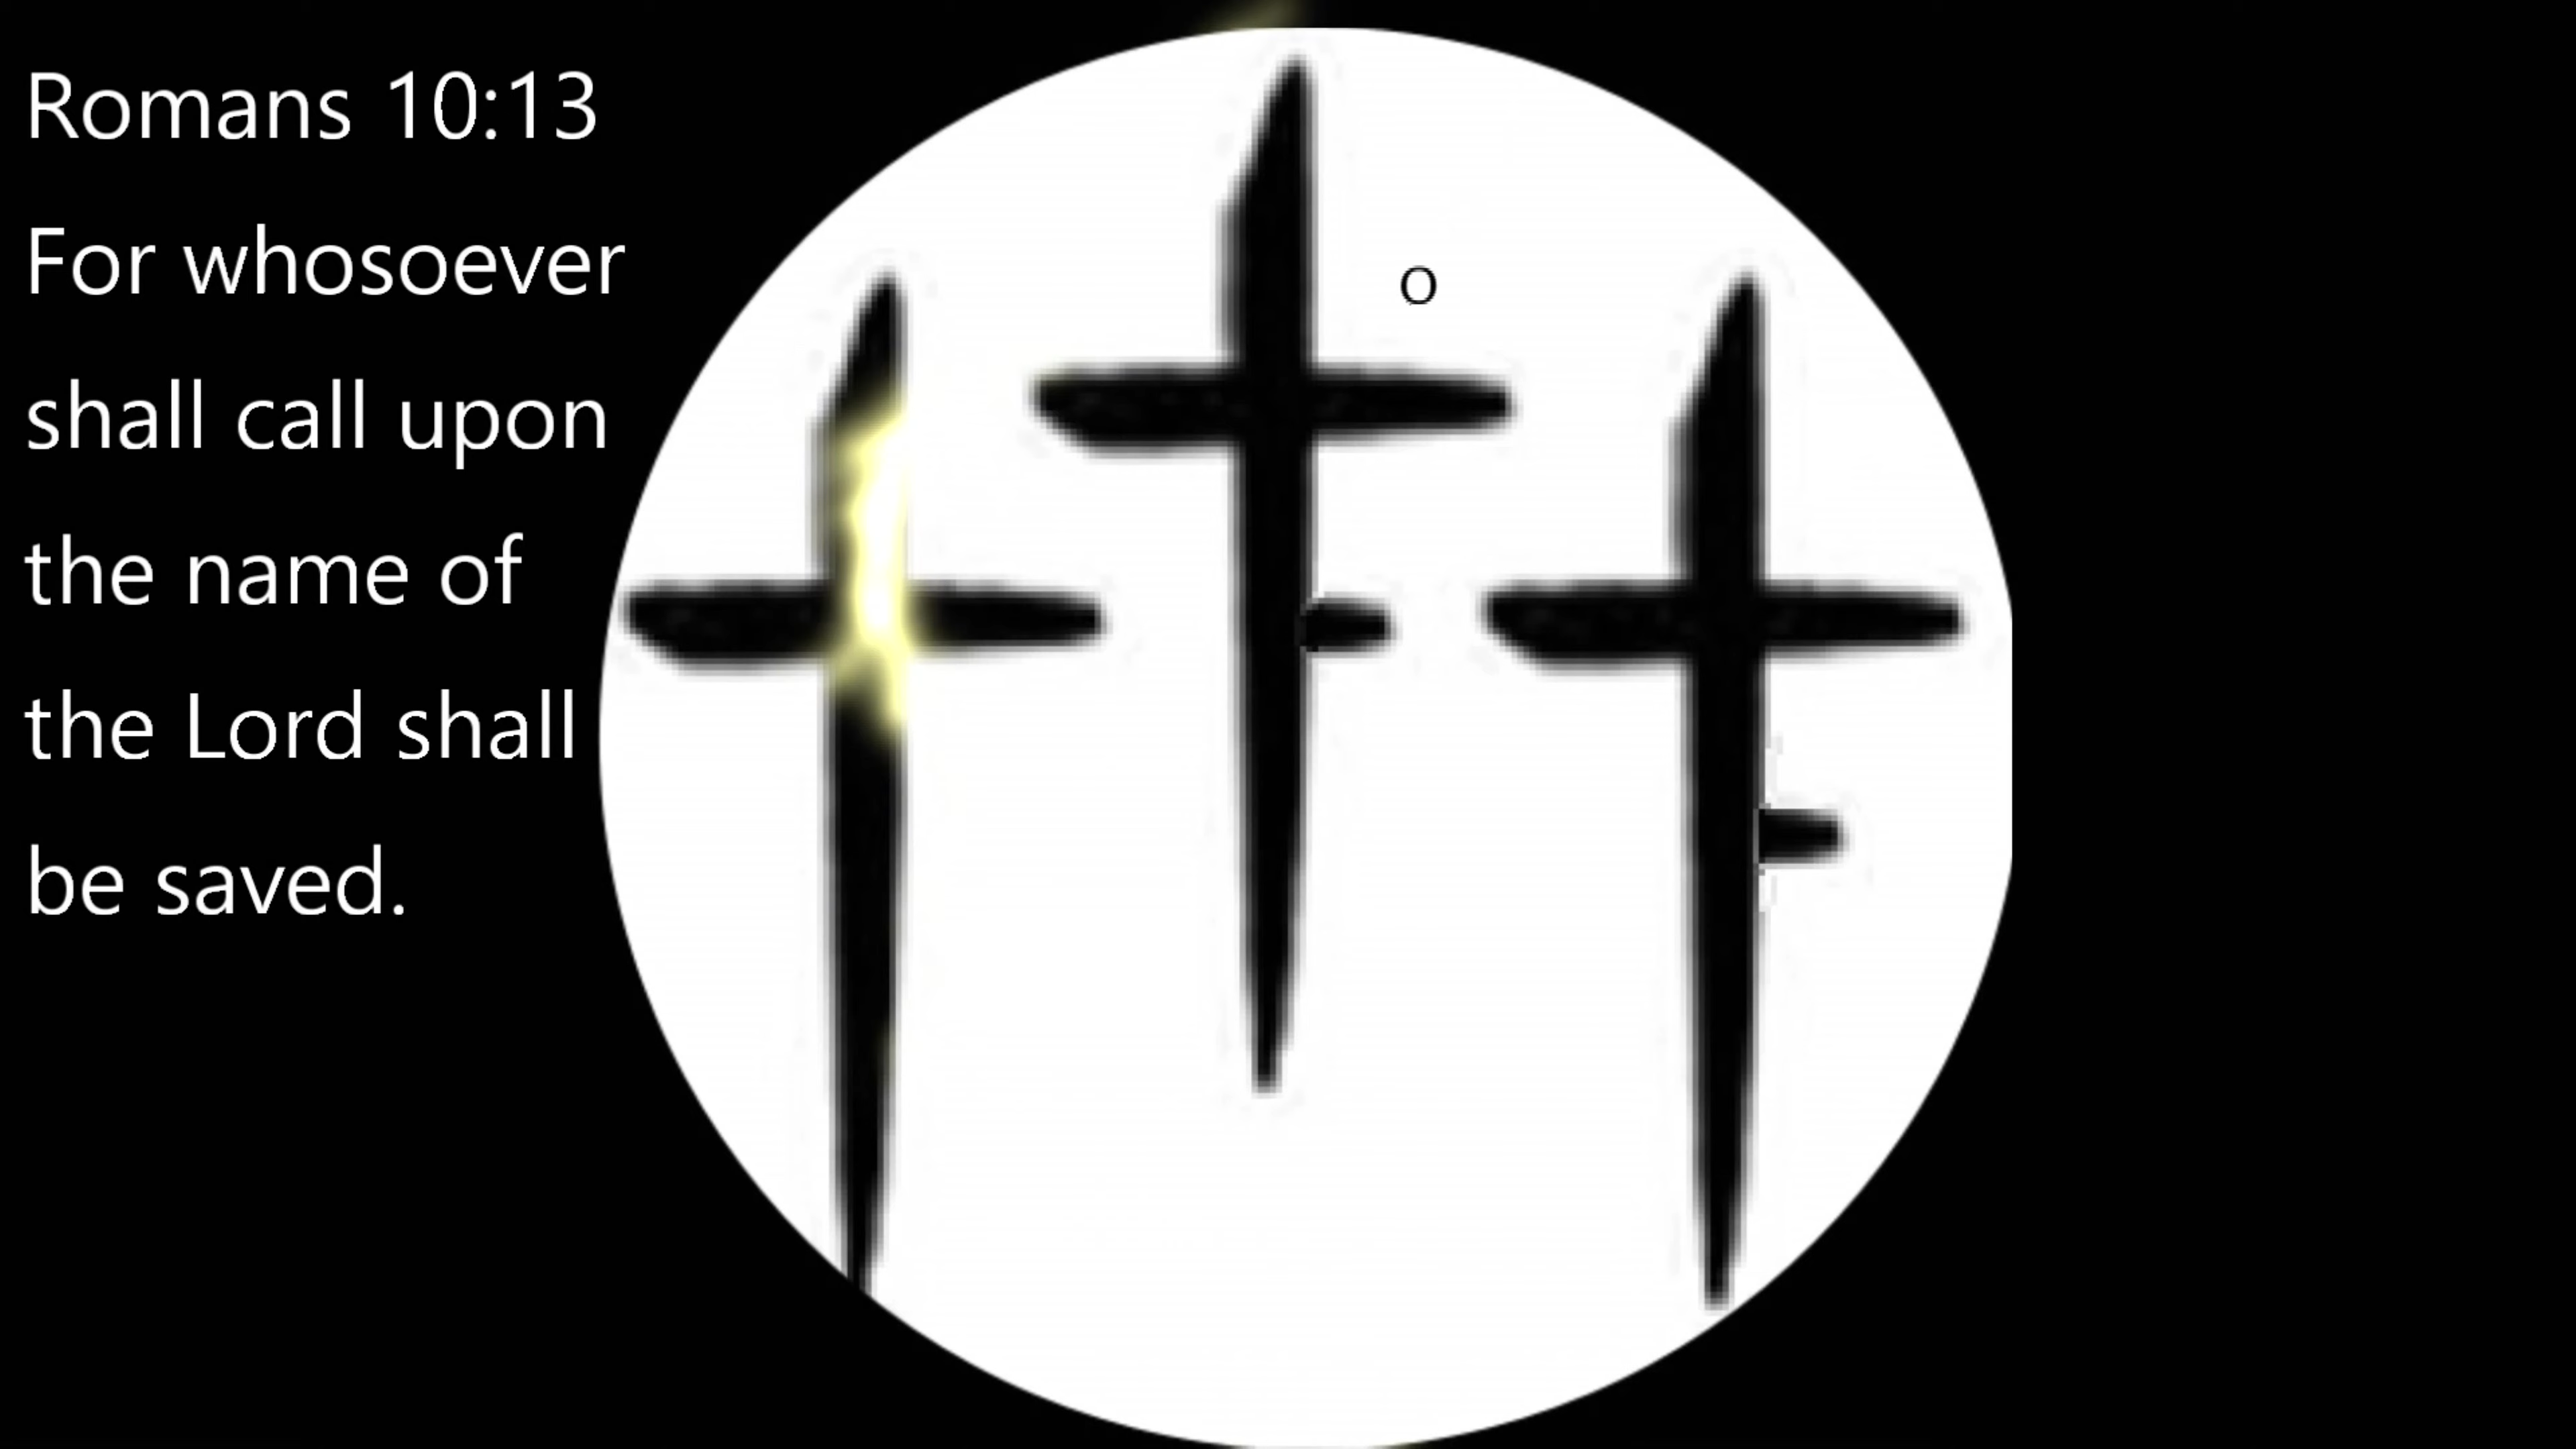 Romans 10:13
For whosoever
shall call upon
the name of
the Lord shall
be saved.
O